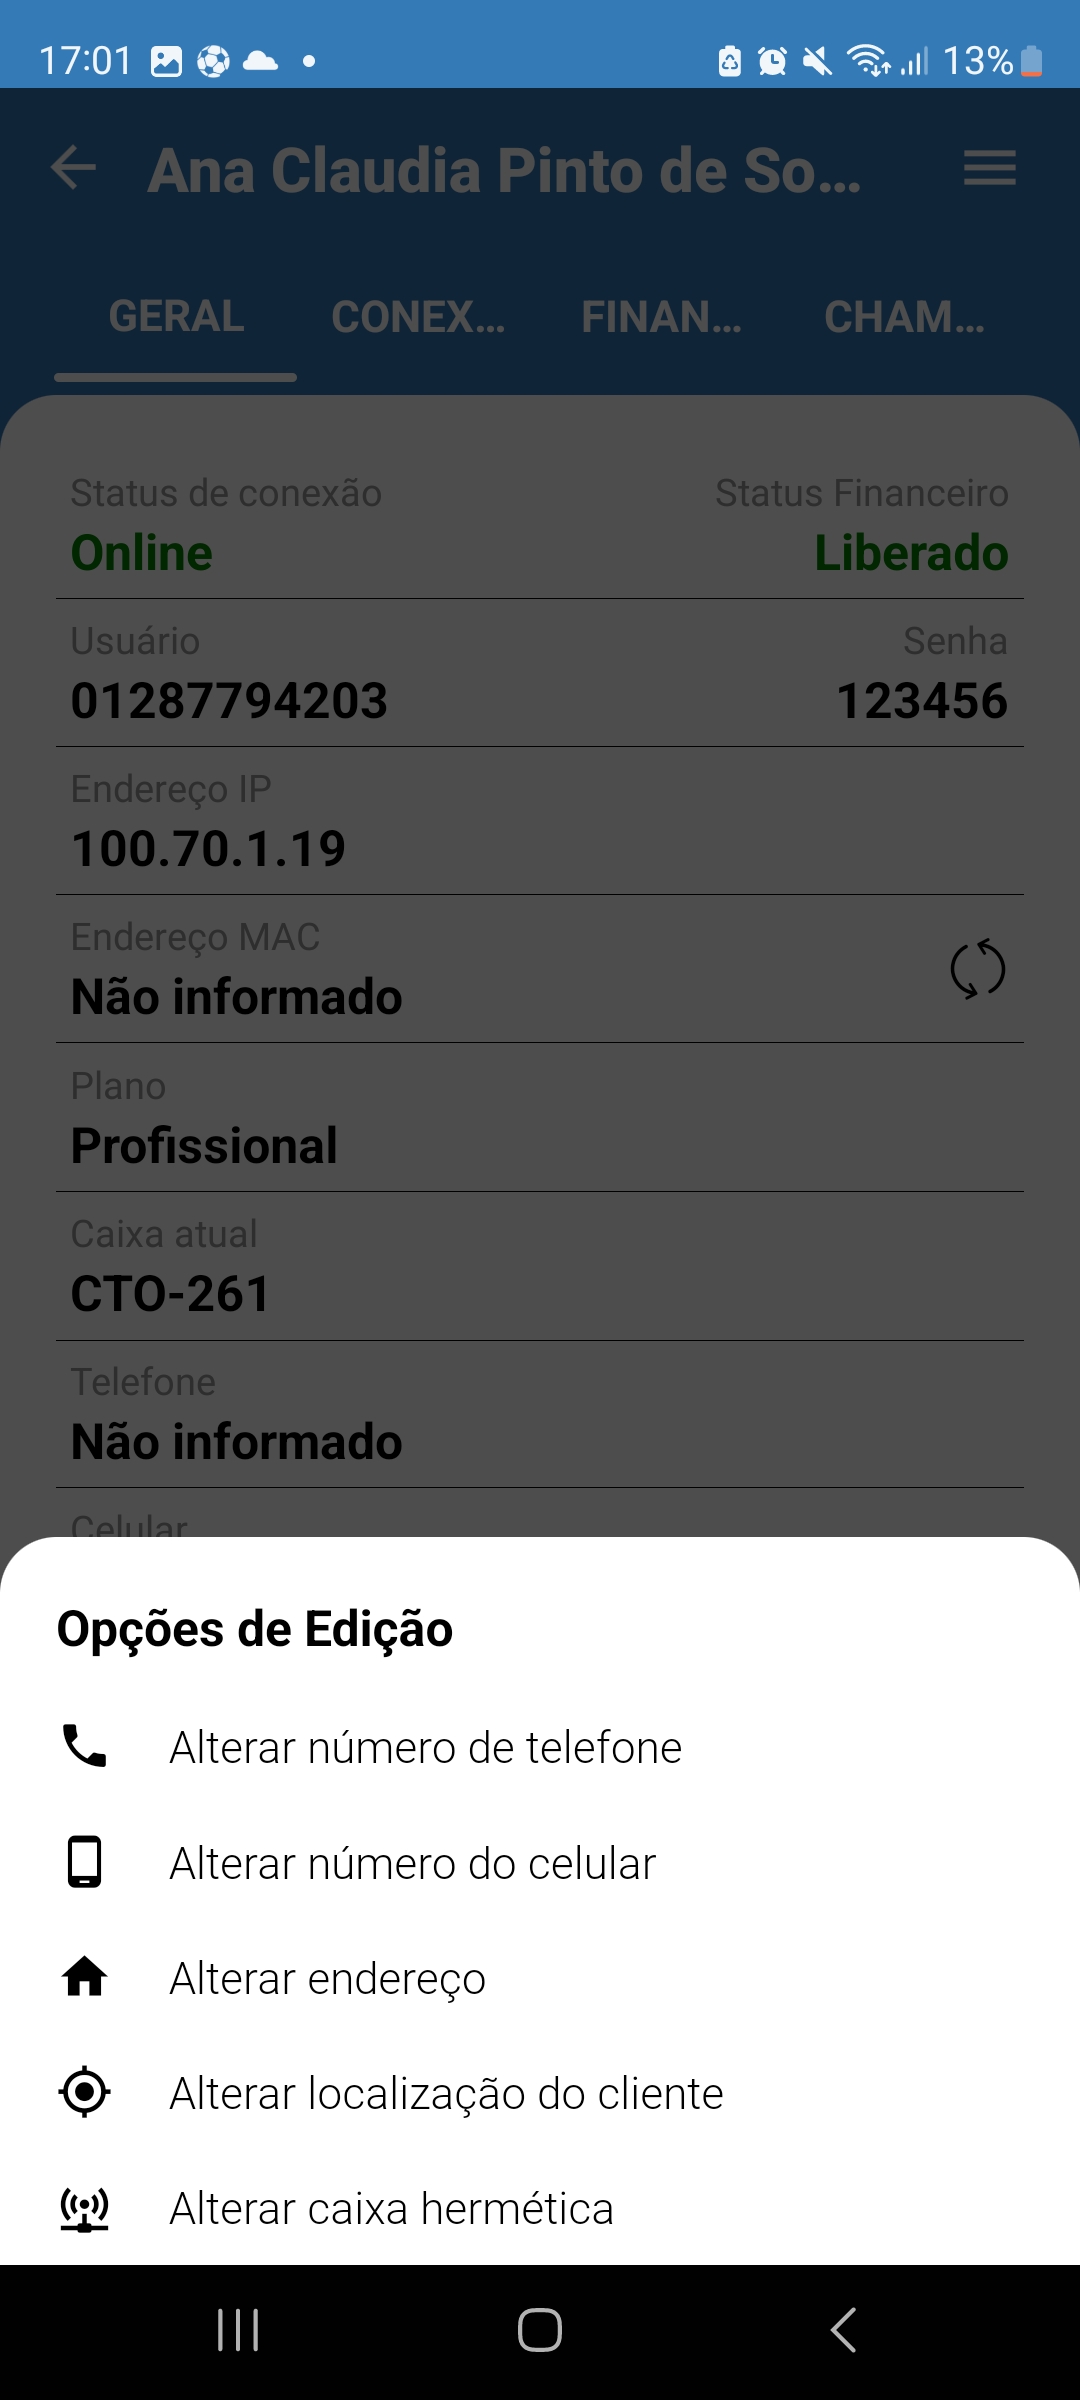 17:01
13%
Ana Claudia Pinto de So...
GERAL CONEX... FINAN... CHAM...
Status de conexão Status Financeiro
Online Liberado
Usuário Senha
01287794203 123456
Endereço IP
100.70.1.19
Endereço MAC
Não informado
Plano
Profissional
Caixa atual
CTO-261
Telefone
Não informado
Celular
Opções de Edição
Alterar número de telefone
Alterar número do celular
Alterar endereço
Alterar localização do cliente
Alterar caixa hermética